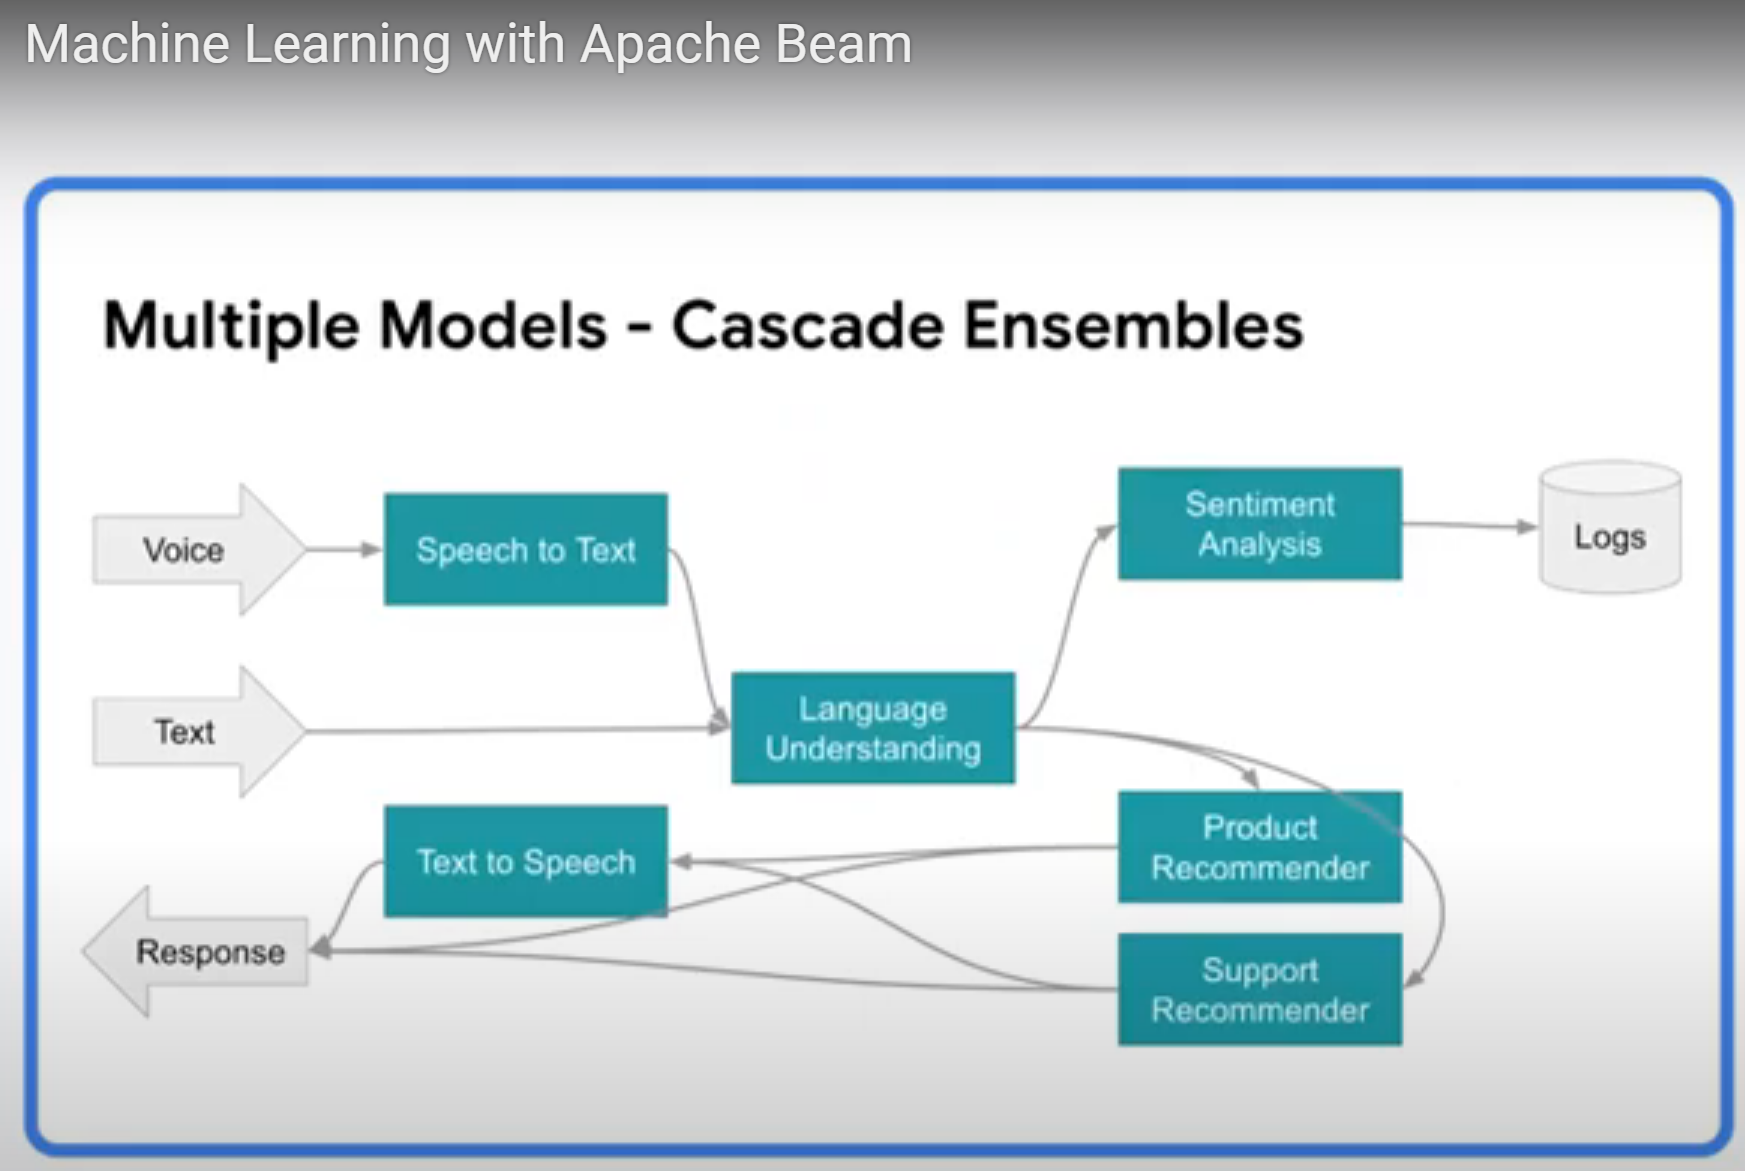 Machine Learning with Apache Beam
Multiple Models - Cascade Ensembles
Voice
Speech to Text
Sentiment
Analysis
Logs
Text
Language
Understanding
Text to Speech
Product
Recommender
Response
Support
Recommender